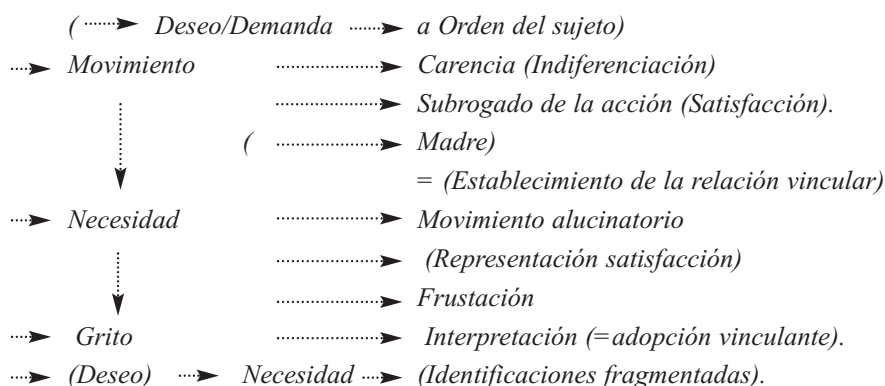 ( Deseo/Demanda a Orden del sujeto)
Movimiento Carencia (Indiferenciación)
Subrogado de la acción (Satisfacción).
( Madre)
= (Establecimiento de la relación vincular)
Necesidad Movimiento alucinatorio
(Representación satisfacción)
Frustación
Grito Interpretación (=adopción vinculante).
(Deseo) Necesidad (Identificaciones fragmentadas).